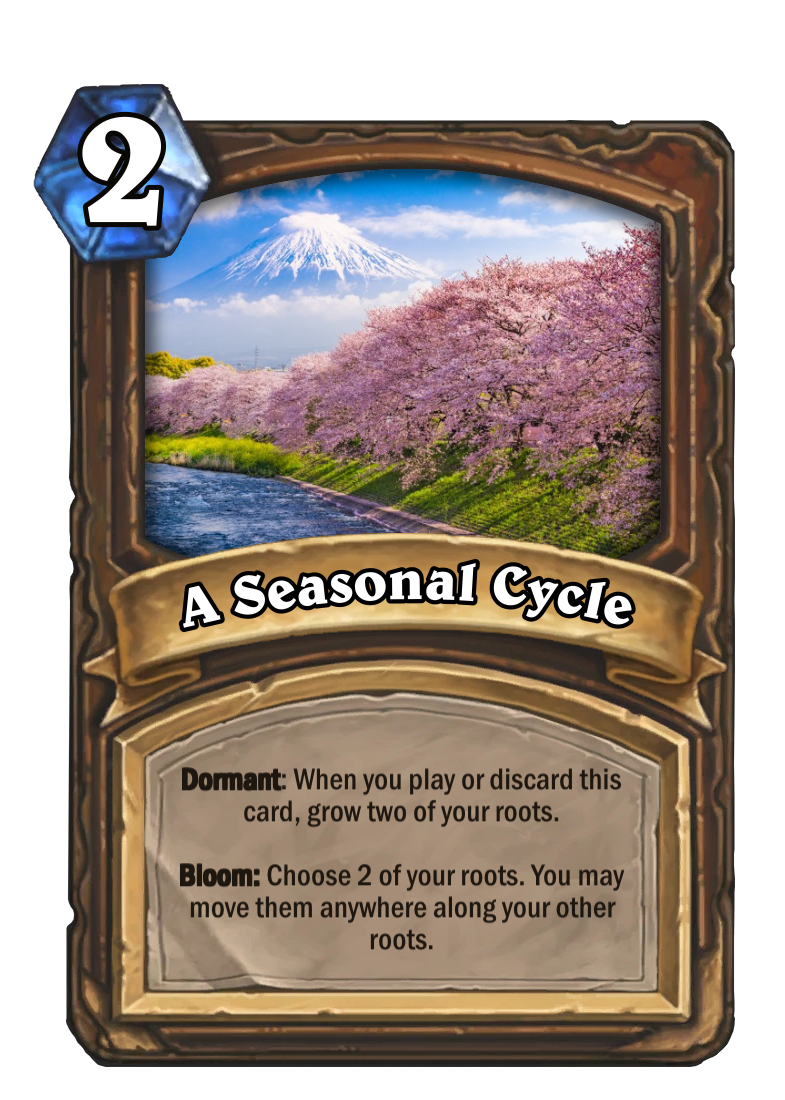 2
A Seasonal Cycle
Dormant: When you play or discard this
card, grow two of your roots.
Bloom: Choose 2 of your roots. You may
move them anywhere along your other
roots.